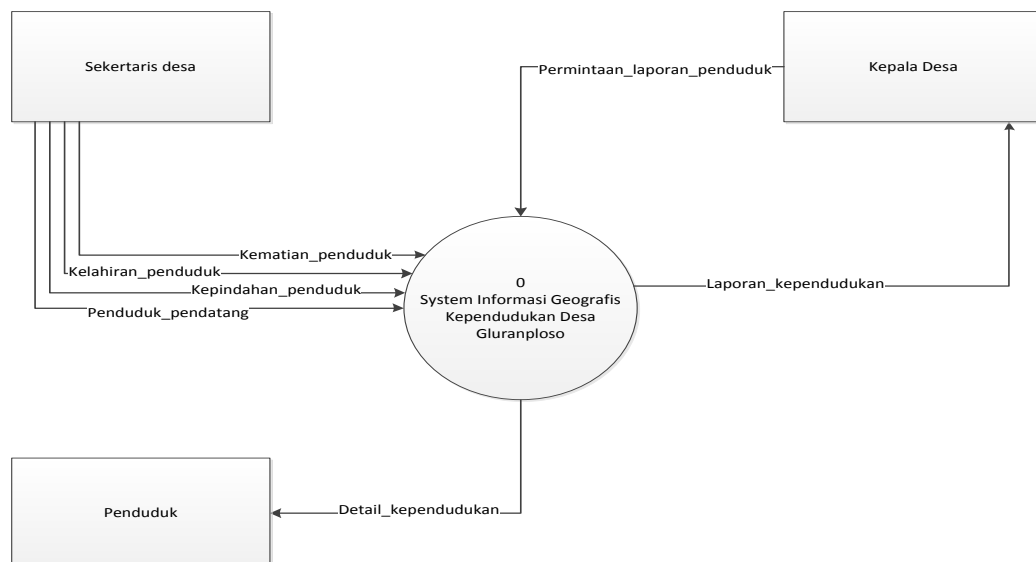 Sekertaris desa
Kepala Desa
Permintaan_laporan_penduduk
Kematian_penduduk
Kelahiran_penduduk
Kepindahan_penduduk
Penduduk_pendatang
0
System Informasi Geografis
Kependudukan Desa
Gluranploso
Laporan_kependudukan
Penduduk
Detail_kependudukan